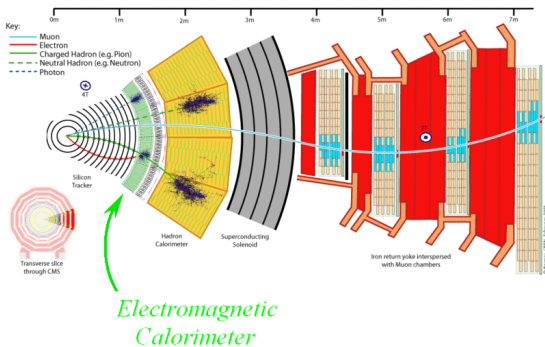 0m 1m 2m 3m 4m 5m 6m 7m
Key:
Muon
Electron
Charged Hadron (e.g. Pion)
Neutral Hadron (e.g. Neutron)
Photon
4T
2T
Silicon
Tracker
Hadron
Calorimeter
Superconducting
Solenoid
Iron return yoke interspersed
with Muon chambers
Transverse slice
through CMS
Electromagnetic
Calorimeter